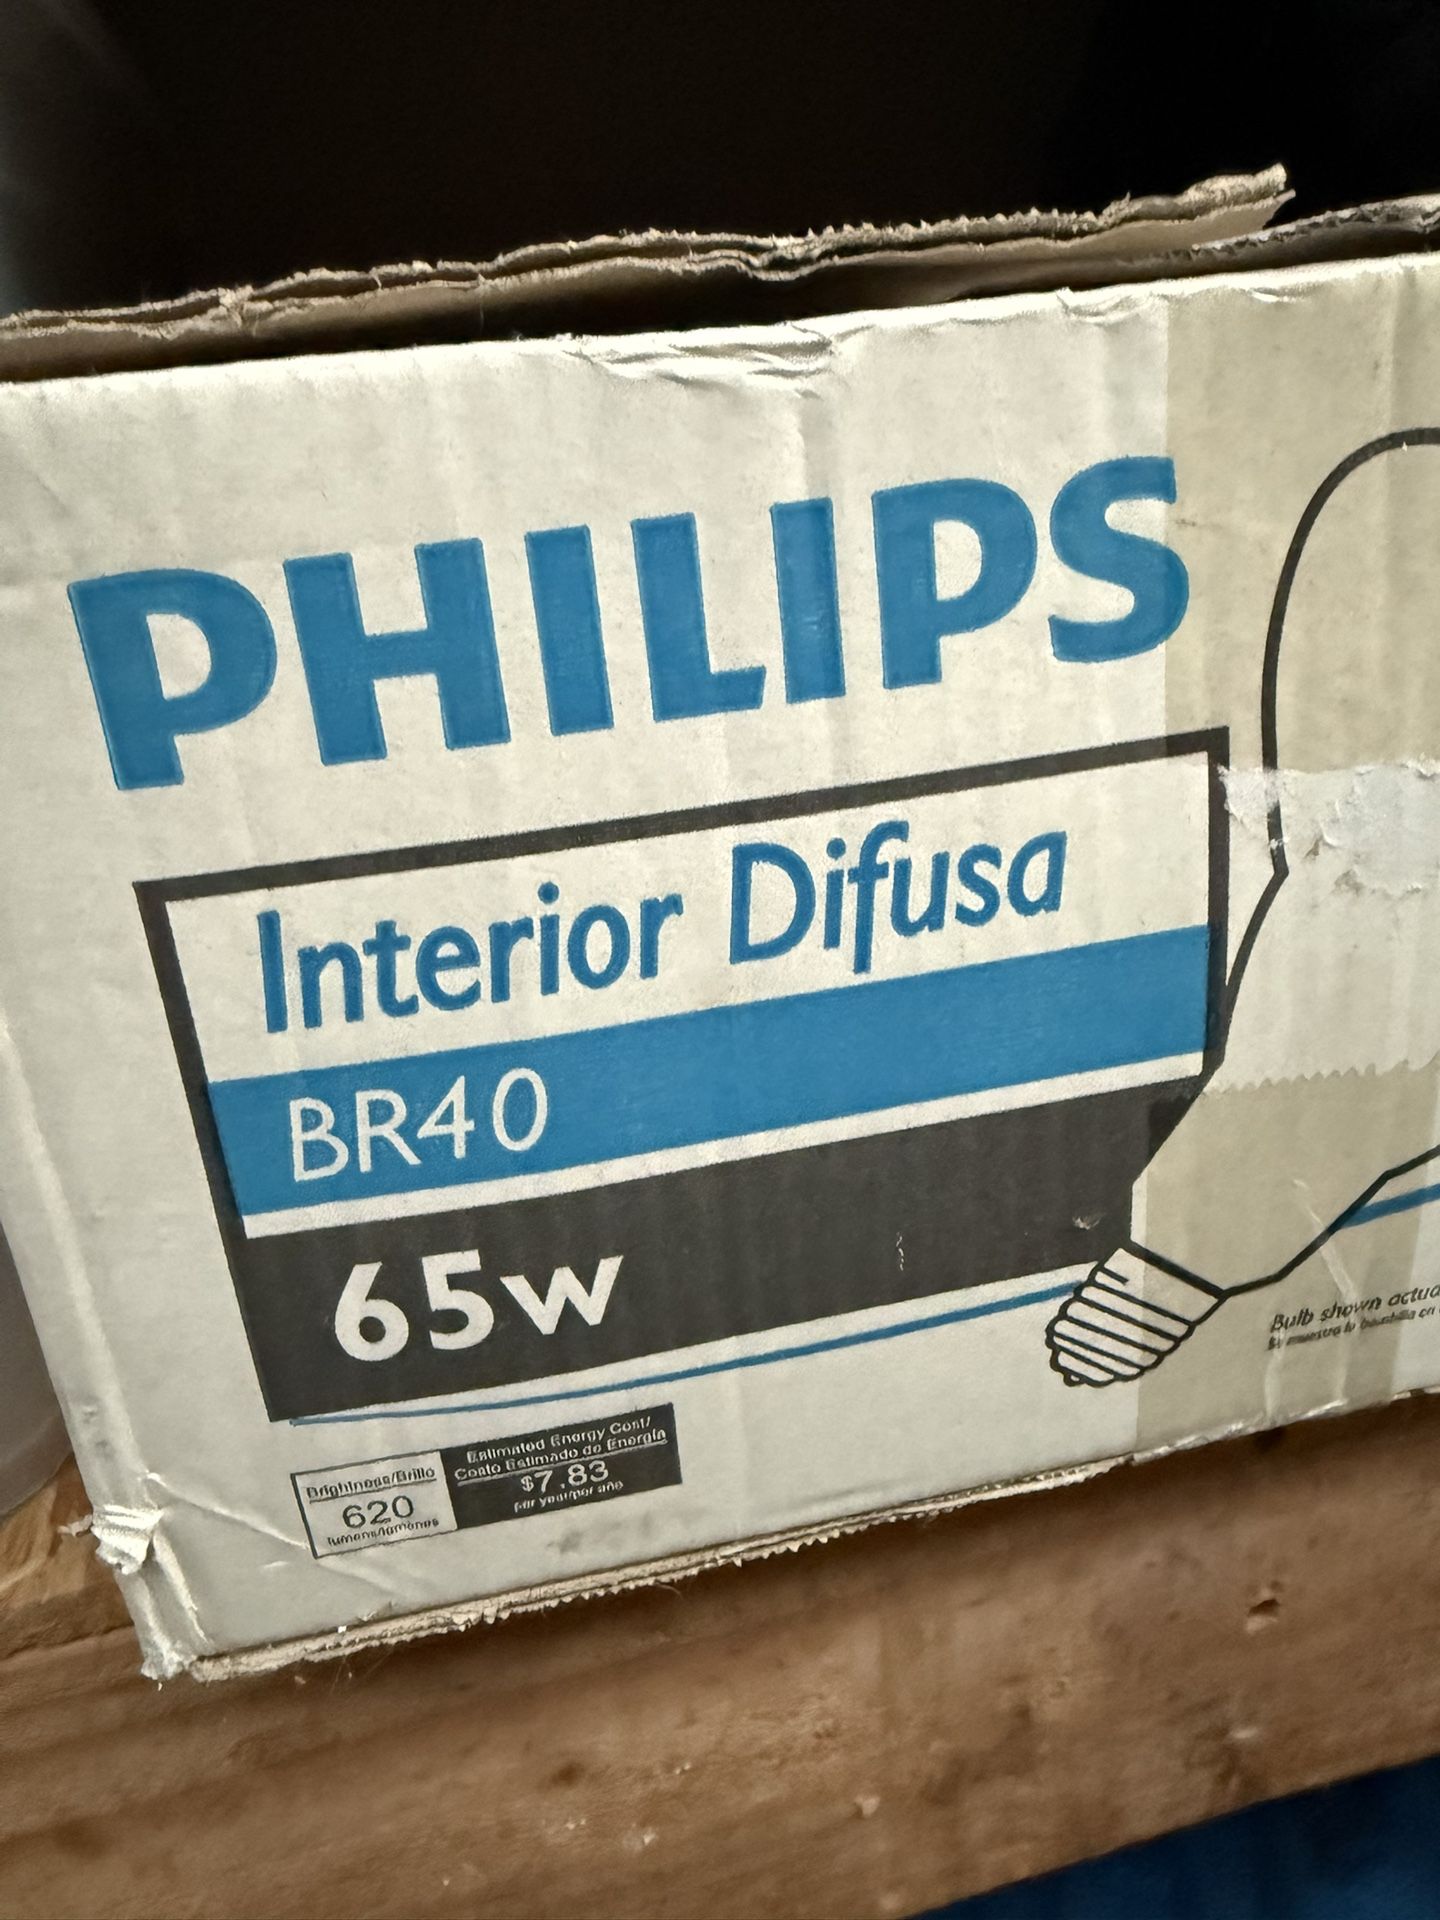 PHILIPS
Interior Difusa
BR40
65w
Bulb shown actua
Brightness/Brillo
620
lumens/lúmenes
Estimated Energy Cost/
Costo Estimado de Energía
$7.83
per year/por año